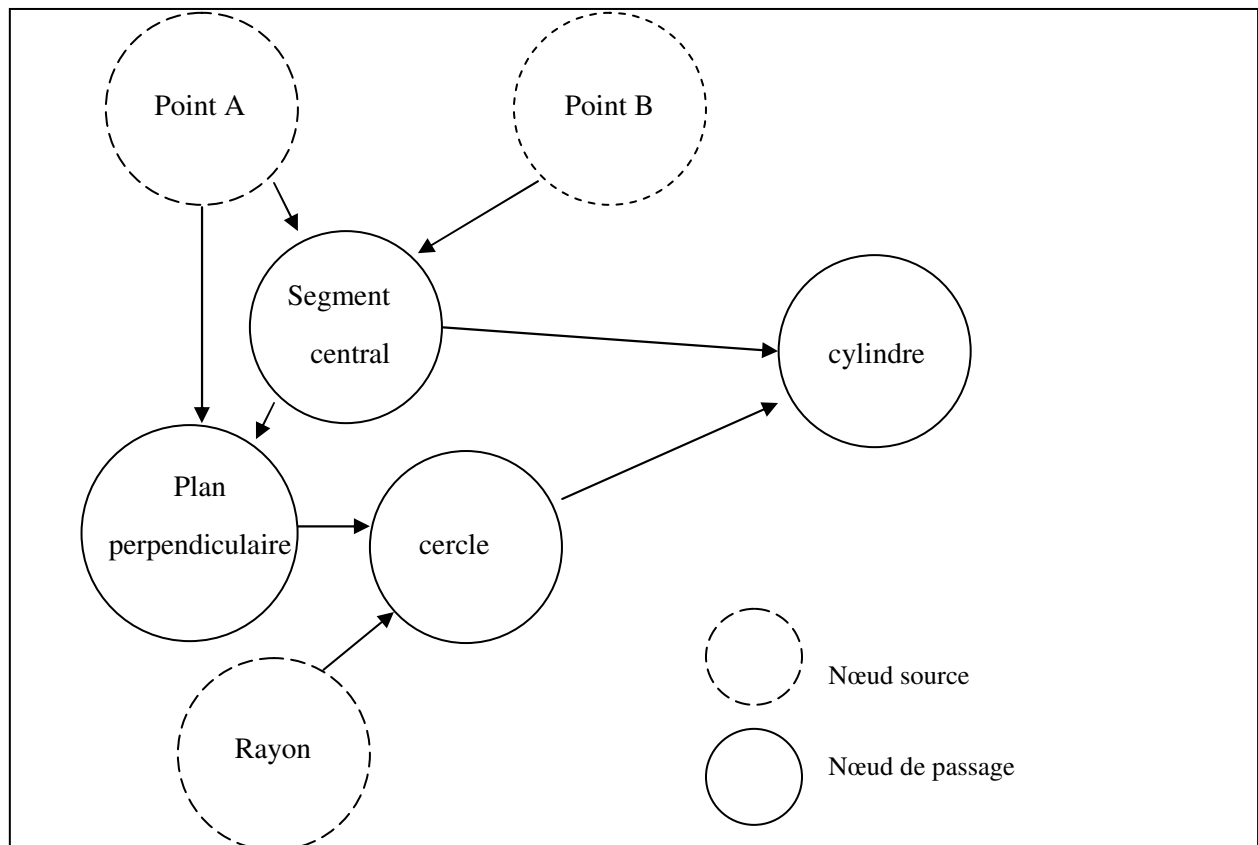 Point A
Point B
Segment
central
cylindre
Plan
perpendiculaire
cercle
Rayon
Nœud source
Nœud de passage